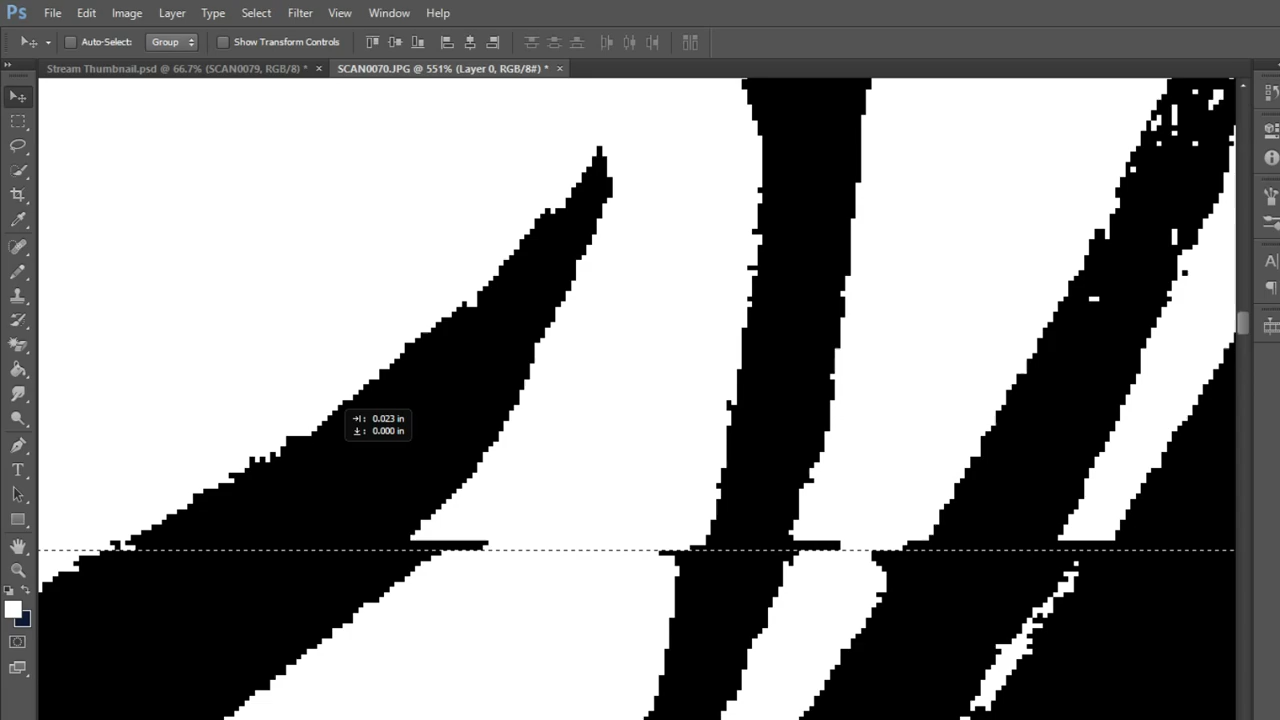 Ps File Edit Image Layer Type Select Filter View Window Help
Auto-Select: Group Show Transform Controls
Stream Thumbnail.psd @ 66.7% (SCAN0079, RGB/8) * × SCAN0070.JPG @ 551% (Layer 0, RGB/8#) * ×
0.023 in
0.000 in